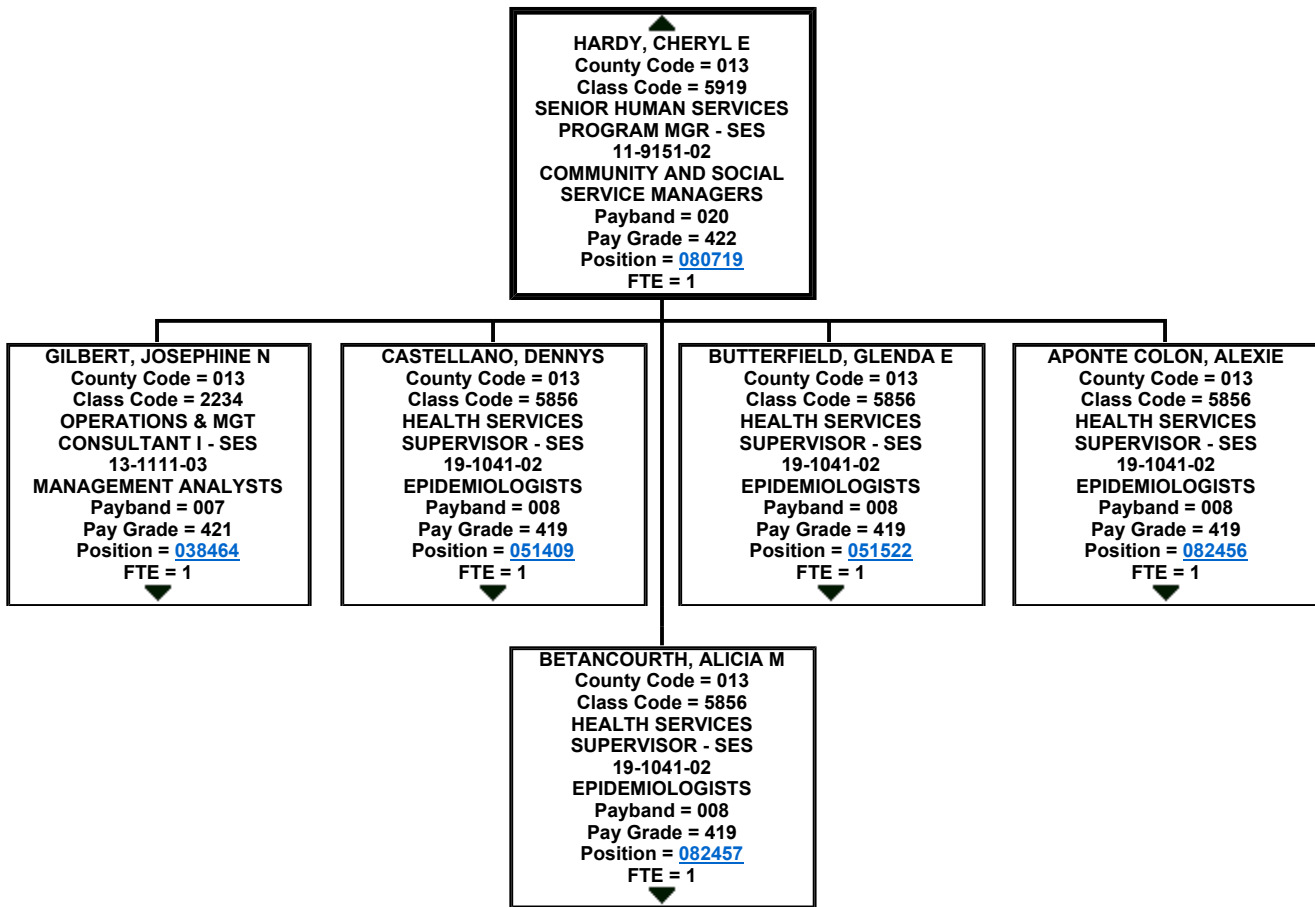 HARDY, CHERYL E
County Code = 013
Class Code = 5919
SENIOR HUMAN SERVICES
PROGRAM MGR - SES
11-9151-02
COMMUNITY AND SOCIAL
SERVICE MANAGERS
Payband = 020
Pay Grade = 422
Position = 080719
FTE = 1
GILBERT, JOSEPHINE N
County Code = 013
Class Code = 2234
OPERATIONS & MGT
CONSULTANT I - SES
13-1111-03
MANAGEMENT ANALYSTS
Payband = 007
Pay Grade = 421
Position = 038464
FTE = 1
CASTELLANO, DENNYS
County Code = 013
Class Code = 5856
HEALTH SERVICES
SUPERVISOR - SES
19-1041-02
EPIDEMIOLOGISTS
Payband = 008
Pay Grade = 419
Position = 051409
FTE = 1
BUTTERFIELD, GLENDA E
County Code = 013
Class Code = 5856
HEALTH SERVICES
SUPERVISOR - SES
19-1041-02
EPIDEMIOLOGISTS
Payband = 008
Pay Grade = 419
Position = 051522
FTE = 1
APONTE COLON, ALEXIE
County Code = 013
Class Code = 5856
HEALTH SERVICES
SUPERVISOR - SES
19-1041-02
EPIDEMIOLOGISTS
Payband = 008
Pay Grade = 419
Position = 082456
FTE = 1
BETANCOURTH, ALICIA M
County Code = 013
Class Code = 5856
HEALTH SERVICES
SUPERVISOR - SES
19-1041-02
EPIDEMIOLOGISTS
Payband = 008
Pay Grade = 419
Position = 082457
FTE = 1